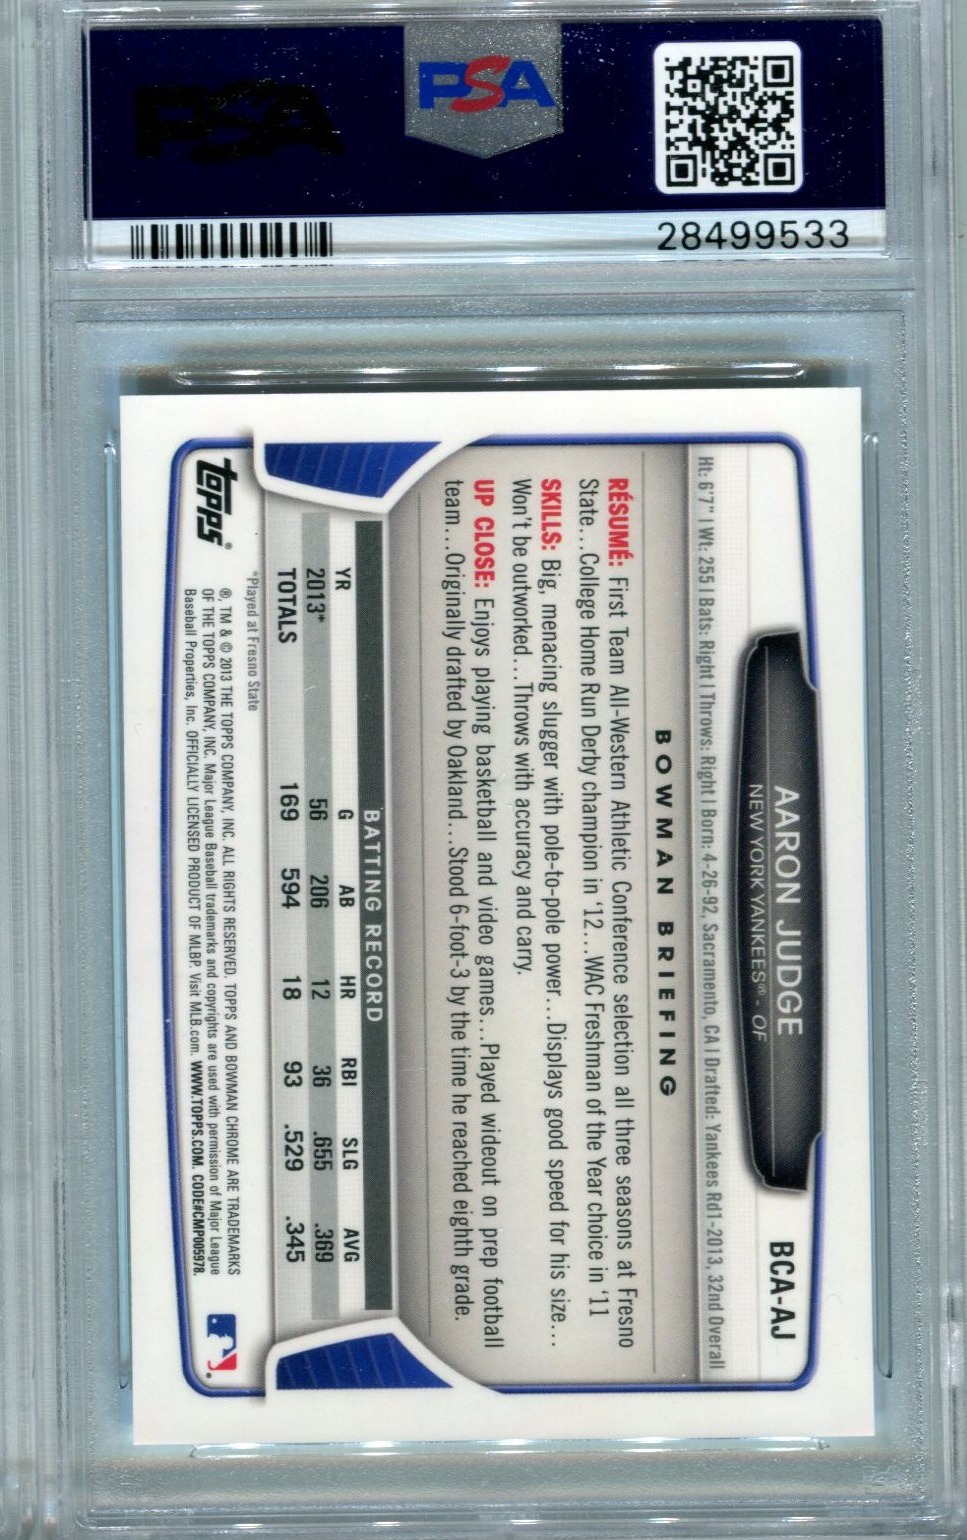 PSA
PSA
28499533
BCA-AJ
AARON JUDGE
NEW YORK YANKEES® - OF
Ht: 6'7" | Wt: 255 | Bats: Right | Throws: Right | Born: 4-26-92, Sacramento, CA | Drafted: Yankees Rd1-2013, 32nd Overall
BOWMAN BRIEFING
RÉSUMÉ: First Team All-Western Athletic Conference selection all three seasons at Fresno
State...College Home Run Derby champion in '12...WAC Freshman of the Year choice in '11
SKILLS: Big, menacing slugger with pole-to-pole power...Displays good speed for his size...
Won't be outworked...Throws with accuracy and carry.
UP CLOSE: Enjoys playing basketball and video games...Played wideout on prep football
team...Originally drafted by Oakland...Stood 6-foot-3 by the time he reached eighth grade.
BATTING RECORD
YR G AB HR RBI SLG AVG
2013* 56 206 12 36 .655 .369
TOTALS 169 594 18 93 .529 .345
*Played at Fresno State
topps®
®, TM & © 2013 THE TOPPS COMPANY, INC. ALL RIGHTS RESERVED. TOPPS AND BOWMAN CHROME ARE TRADEMARKS
OF THE TOPPS COMPANY, INC. Major League Baseball trademarks and copyrights are used with permission of Major League
Baseball Properties, Inc. OFFICIALLY LICENSED PRODUCT OF MLBP. Visit MLB.com. WWW.TOPPS.COM. CODE#CMP005978.